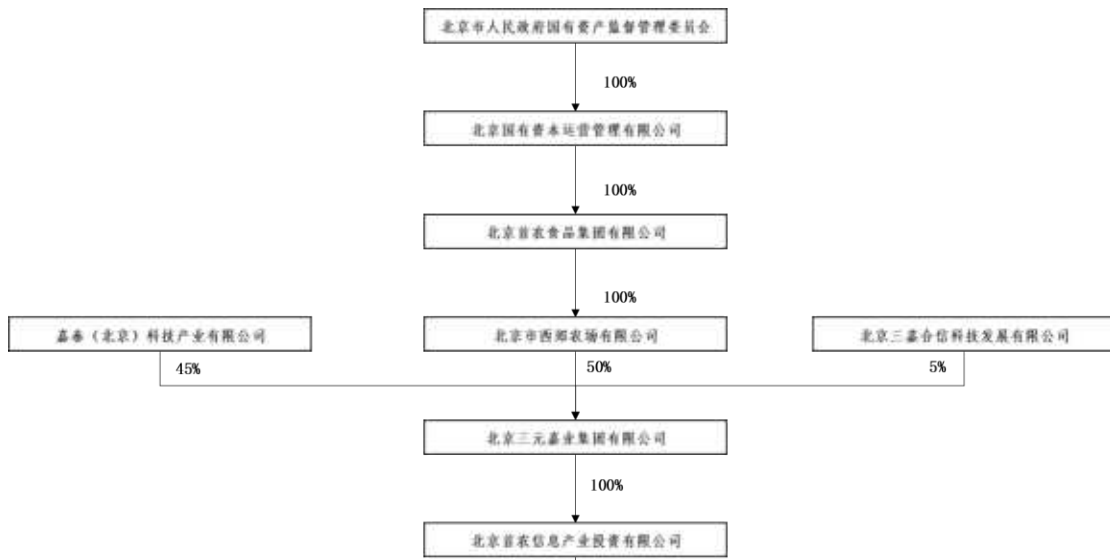 北京市人民政府国有资产监督管理委员会
100%
北京国有资本运营管理有限公司
100%
北京首农食品集团有限公司
100%
嘉泰（北京）科技产业有限公司
北京市西郊农场有限公司
北京三嘉合信科技发展有限公司
45%
50%
5%
北京三元嘉业集团有限公司
100%
北京首农信息产业投资有限公司